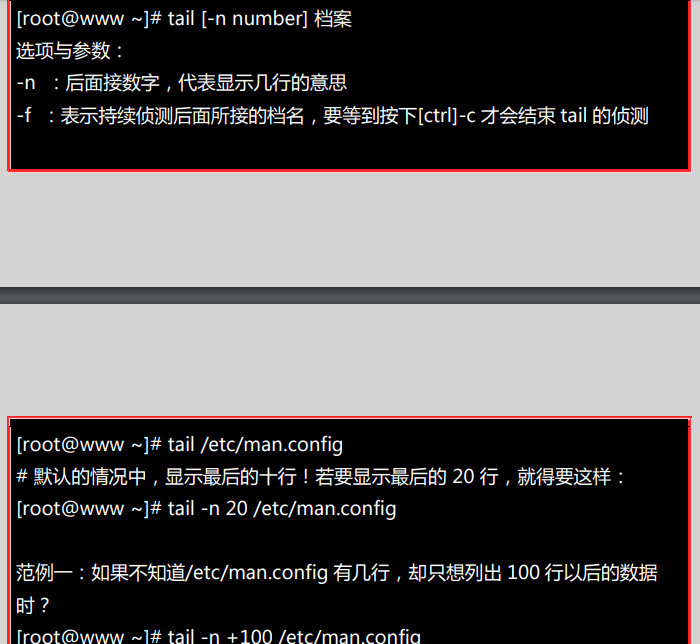 [root@www ~]# tail [-n number] 档案
选项与参数：
-n ：后面接数字，代表显示几行的意思
-f ：表示持续侦测后面所接的档名，要等到按下[ctrl]-c 才会结束 tail 的侦测
[root@www ~]# tail /etc/man.config
# 默认的情况中，显示最后的十行！若要显示最后的 20 行，就得要这样：
[root@www ~]# tail -n 20 /etc/man.config
范例一：如果不知道/etc/man.config 有几行，却只想列出 100 行以后的数据
时？
[root@www ~]# tail -n +100 /etc/man.config